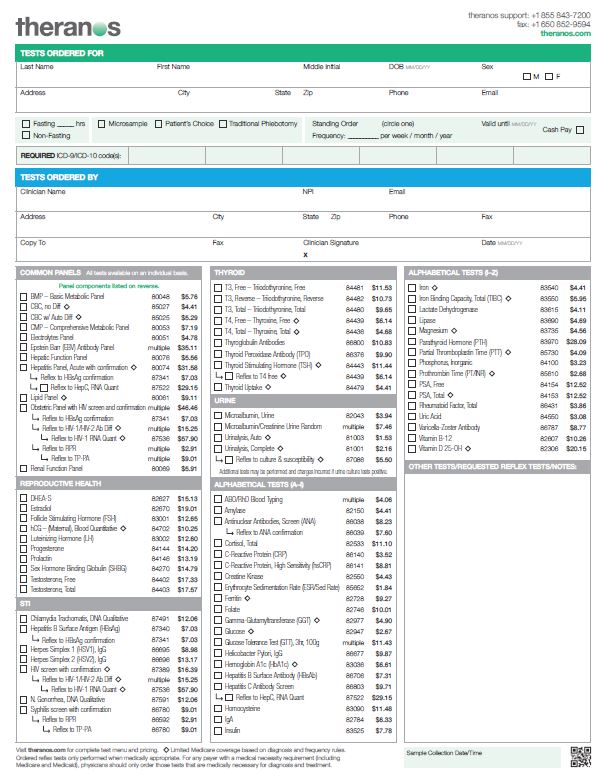 theranos
theranos support: +1 855 843-7200
fax: +1 650 852-9594
theranos.com
TESTS ORDERED FOR
Last Name First Name Middle Initial DOB MM/DD/YY Sex
M F
Address City State Zip Phone Email
Fasting ____ hrs Microsample Patient's Choice Traditional Phlebotomy Standing Order (circle one) Valid until MM/DD/YY Cash Pay
Non-Fasting Frequency: ________ per week / month / year
REQUIRED ICD-9/ICD-10 code(s):
TESTS ORDERED BY
Clinician Name NPI Email
Address City State Zip Phone Fax
Copy To Fax Clinician Signature Date MM/DD/YY
x
COMMON PANELS All tests available on an individual basis.
Panel components listed on reverse.
BMP – Basic Metabolic Panel 80048 $5.76
CBC, no Diff ◇ 85027 $4.41
CBC w/ Auto Diff ◇ 85025 $5.29
CMP – Comprehensive Metabolic Panel 80053 $7.19
Electrolytes Panel 80051 $4.78
Epstein Barr (EBV) Antibody Panel multiple $35.11
Hepatic Function Panel 80076 $5.56
Hepatitis Panel, Acute with confirmation ◇ 80074 $31.58
↳ Reflex to HBsAg confirmation 87341 $7.03
↳ Reflex to HepC, RNA Quant 87522 $29.15
Lipid Panel ◇ 80061 $9.11
Obstetric Panel with HIV screen and confirmation multiple $46.46
↳ Reflex to HBsAg confirmation 87341 $7.03
↳ Reflex to HIV-1/HIV-2 Ab Diff ◇ multiple $15.25
↳ Reflex to HIV-1 RNA Quant ◇ 87536 $57.90
↳ Reflex to RPR multiple $2.91
↳ Reflex to TP-PA multiple $9.01
Renal Function Panel 80069 $5.91
REPRODUCTIVE HEALTH
DHEA-S 82627 $15.13
Estradiol 82670 $19.01
Follicle Stimulating Hormone (FSH) 83001 $12.65
hCG – (Maternal), Blood Quantitative ◇ 84702 $10.25
Luteinizing Hormone (LH) 83002 $12.60
Progesterone 84144 $14.20
Prolactin 84146 $13.19
Sex Hormone Binding Globulin (SHBG) 84270 $14.79
Testosterone, Free 84402 $17.33
Testosterone, Total 84403 $17.57
STI
Chlamydia Trachomatis, DNA Qualitative 87491 $12.06
Hepatitis B Surface Antigen (HBsAg) 87340 $7.03
↳ Reflex to HBsAg confirmation 87341 $7.03
Herpes Simplex 1 (HSV1), IgG 86695 $8.98
Herpes Simplex 2 (HSV2), IgG 86696 $13.17
HIV screen with confirmation ◇ 87389 $16.39
↳ Reflex to HIV-1/HIV-2 Ab Diff ◇ multiple $15.25
↳ Reflex to HIV-1 RNA Quant ◇ 87536 $57.90
N. Gonorrhea, DNA Qualitative 87591 $12.06
Syphilis screen with confirmation 86780 $9.01
↳ Reflex to RPR 86592 $2.91
↳ Reflex to TP-PA 86780 $9.01
THYROID
T3, Free – Triiodothyronine, Free 84481 $11.53
T3, Reverse – Triiodothyronine, Reverse 84482 $10.73
T3, Total – Triiodothyronine, Total 84480 $9.65
T4, Free – Thyroxine, Free ◇ 84439 $6.14
T4, Total – Thyroxine, Total ◇ 84436 $4.68
Thyroglobulin Antibodies 86800 $10.83
Thyroid Peroxidase Antibody (TPO) 86376 $9.90
Thyroid Stimulating Hormone (TSH) ◇ 84443 $11.44
↳ Reflex to T4 free ◇ 84439 $6.14
Thyroid Uptake ◇ 84479 $4.41
URINE
Microalbumin, Urine 82043 $3.94
Microalbumin/Creatinine Urine Random multiple $7.46
Urinalysis, Auto ◇ 81003 $1.53
Urinalysis, Complete ◇ 81001 $2.16
↳ Reflex to culture & susceptibility ◇ 87086 $5.50
Additional tests may be performed and charges incurred if urine culture tests positive.
ALPHABETICAL TESTS (A-I)
ABO/RhD Blood Typing multiple $4.06
Amylase 82150 $4.41
Antinuclear Antibodies, Screen (ANA) 86038 $8.23
↳ Reflex to ANA confirmation 86039 $7.60
Cortisol, Total 82533 $11.10
C-Reactive Protein (CRP) 86140 $3.52
C-Reactive Protein, High Sensitivity (hsCRP) 86141 $8.81
Creatine Kinase 82550 $4.43
Erythrocyte Sedimentation Rate (ESR/Sed Rate) 85652 $1.84
Ferritin ◇ 82728 $9.27
Folate 82746 $10.01
Gamma-Glutamyltransferase (GGT) ◇ 82977 $4.90
Glucose ◇ 82947 $2.67
Glucose Tolerance Test (GTT), 3hr, 100g multiple $11.43
Helicobacter Pylori, IgG 86677 $9.87
Hemoglobin A1c (HbA1c) ◇ 83036 $6.61
Hepatitis B Surface Antibody (HBsAb) 86706 $7.31
Hepatitis C Antibody Screen 86803 $9.71
↳ Reflex to HepC, RNA Quant 87522 $29.15
Homocysteine 83090 $11.48
IgA 82784 $6.33
Insulin 83525 $7.78
ALPHABETICAL TESTS (I-Z)
Iron ◇ 83540 $4.41
Iron Binding Capacity, Total (TIBC) ◇ 83550 $5.95
Lactate Dehydrogenase 83615 $4.11
Lipase 83690 $4.69
Magnesium ◇ 83735 $4.56
Parathyroid Hormone (PTH) 83970 $28.09
Partial Thromboplastin Time (PTT) ◇ 85730 $4.09
Phosphorus, Inorganic 84100 $3.23
Prothrombin Time (PT/INR) ◇ 85610 $2.68
PSA, Free 84154 $12.52
PSA, Total ◇ 84153 $12.52
Rheumatoid Factor, Total 86431 $3.86
Uric Acid 84550 $3.08
Varicella-Zoster Antibody 86787 $8.77
Vitamin B-12 82607 $10.26
Vitamin D 25-OH ◇ 82306 $20.15
OTHER TESTS/REQUESTED REFLEX TESTS/NOTES:
Visit theranos.com for complete test menu and pricing. ◇ Limited Medicare coverage based on diagnosis and frequency rules.
Ordered reflex tests only performed when medically appropriate. For any payer with a medical necessity requirement (including
Medicare and Medicaid), physicians should only order those tests that are medically necessary for diagnosis and treatment.
Sample Collection Date/Time